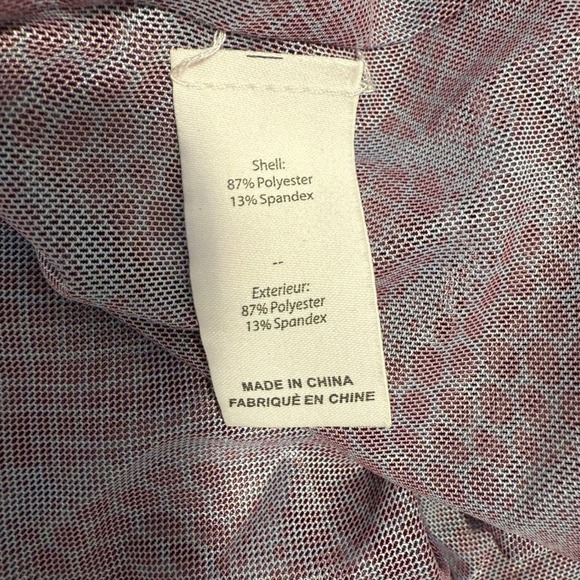 Shell:
87% Polyester
13% Spandex
--
Exterieur:
87% Polyester
13% Spandex
MADE IN CHINA
FABRIQUÈ EN CHINE